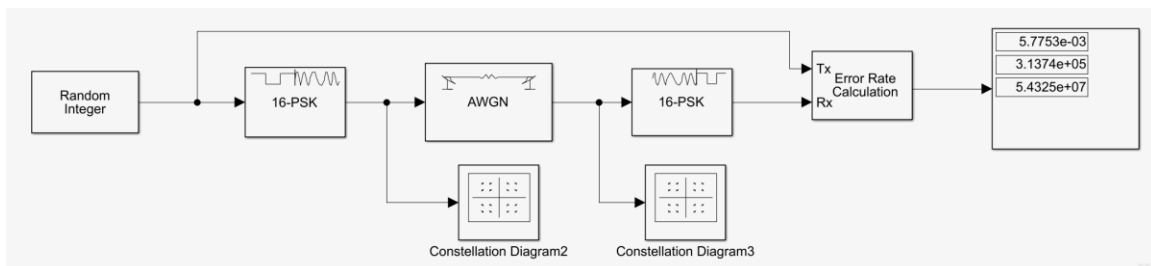 Random
Integer
16-PSK
AWGN
16-PSK
Tx
Rx
Error Rate
Calculation
5.7753e-03
3.1374e+05
5.4325e+07
Constellation Diagram2
Constellation Diagram3